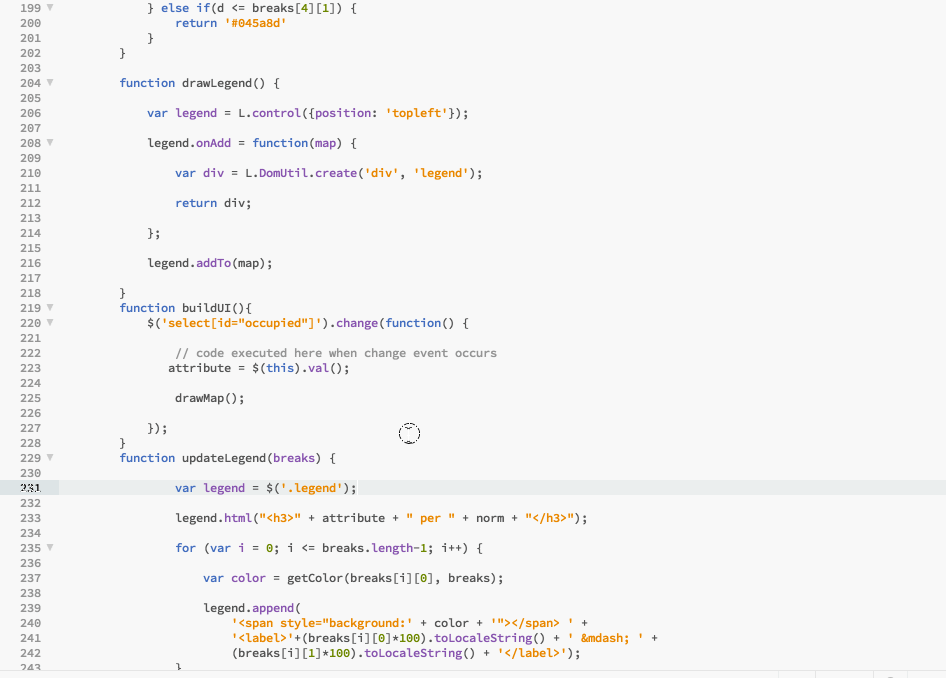 199 } else if(d <= breaks[4][1]) {
200 return '#045a8d'
201 }
202 }
203
204 function drawLegend() {
205
206 var legend = L.control({position: 'topleft'});
207
208 legend.onAdd = function(map) {
209
210 var div = L.DomUtil.create('div', 'legend');
211
212 return div;
213
214 };
215
216 legend.addTo(map);
217
218 }
219 function buildUI(){
220 $('select[id="occupied"]').change(function() {
221
222 // code executed here when change event occurs
223 attribute = $(this).val();
224
225 drawMap();
226
227 });
228 }
229 function updateLegend(breaks) {
230
231 var legend = $('.legend');
232
233 legend.html("<h3>" + attribute + " per " + norm + "</h3>");
234
235 for (var i = 0; i <= breaks.length-1; i++) {
236
237 var color = getColor(breaks[i][0], breaks);
238
239 legend.append(
240 '<span style="background:' + color + '"></span> ' +
241 '<label>'+(breaks[i][0]*100).toLocaleString() + ' &mdash; ' +
242 (breaks[i][1]*100).toLocaleString() + '</label>');
243 }